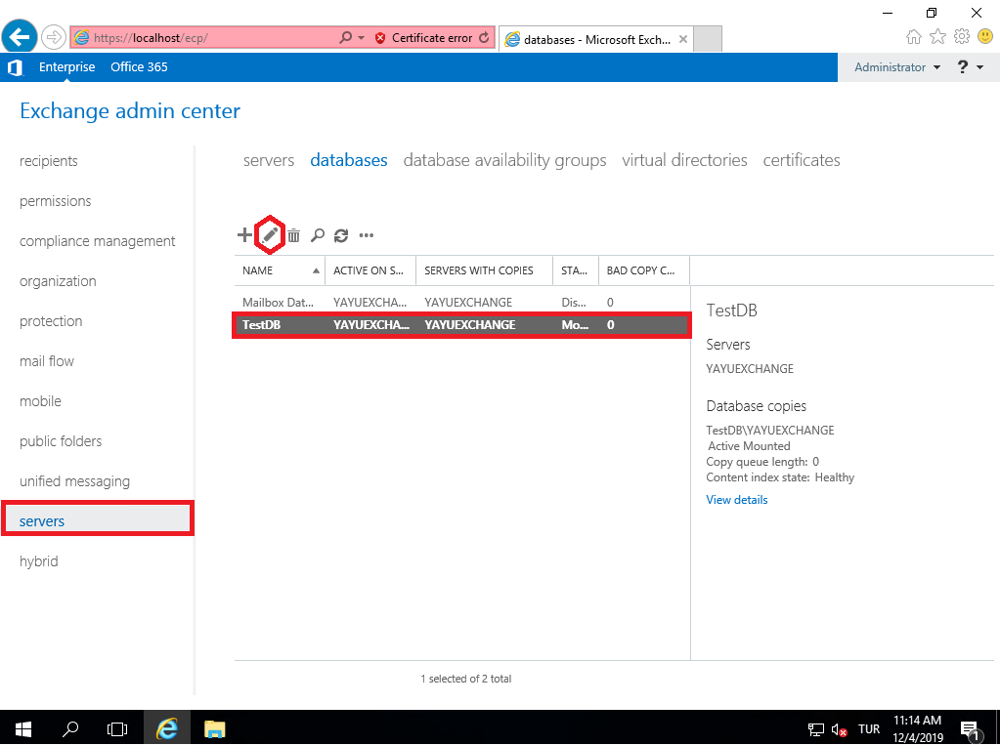 https://localhost/ecp/
Certificate error
databases - Microsoft Exch...
Enterprise
Office 365
Administrator
?
Exchange admin center
recipients
permissions
compliance management
organization
protection
mail flow
mobile
public folders
unified messaging
servers
hybrid
servers databases database availability groups virtual directories certificates
NAME ACTIVE ON S... SERVERS WITH COPIES STA... BAD COPY C...
Mailbox Dat... YAYUEXCHA... YAYUEXCHANGE Dis... 0
TestDB YAYUEXCHA... YAYUEXCHANGE Mo... 0
TestDB
Servers
YAYUEXCHANGE
Database copies
TestDB\YAYUEXCHANGE
Active Mounted
Copy queue length: 0
Content index state: Healthy
View details
1 selected of 2 total
TUR
11:14 AM
12/4/2019
1